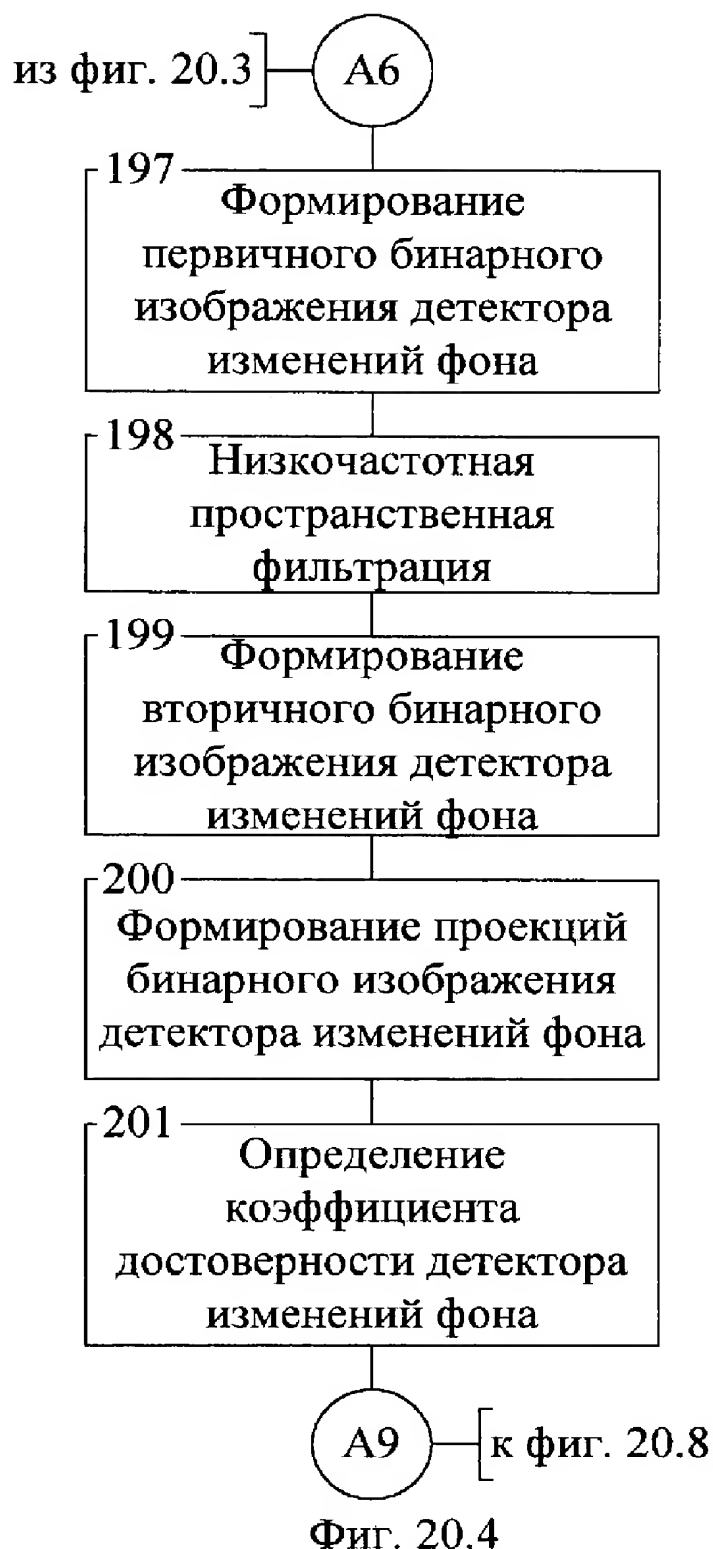 из фиг. 20.3
А6
197
Формирование
первичного бинарного
изображения детектора
изменений фона
198
Низкочастотная
пространственная
фильтрация
199
Формирование
вторичного бинарного
изображения детектора
изменений фона
200
Формирование проекций
бинарного изображения
детектора изменений фона
201
Определение
коэффициента
достоверности детектора
изменений фона
А9
к фиг. 20.8
Фиг. 20.4